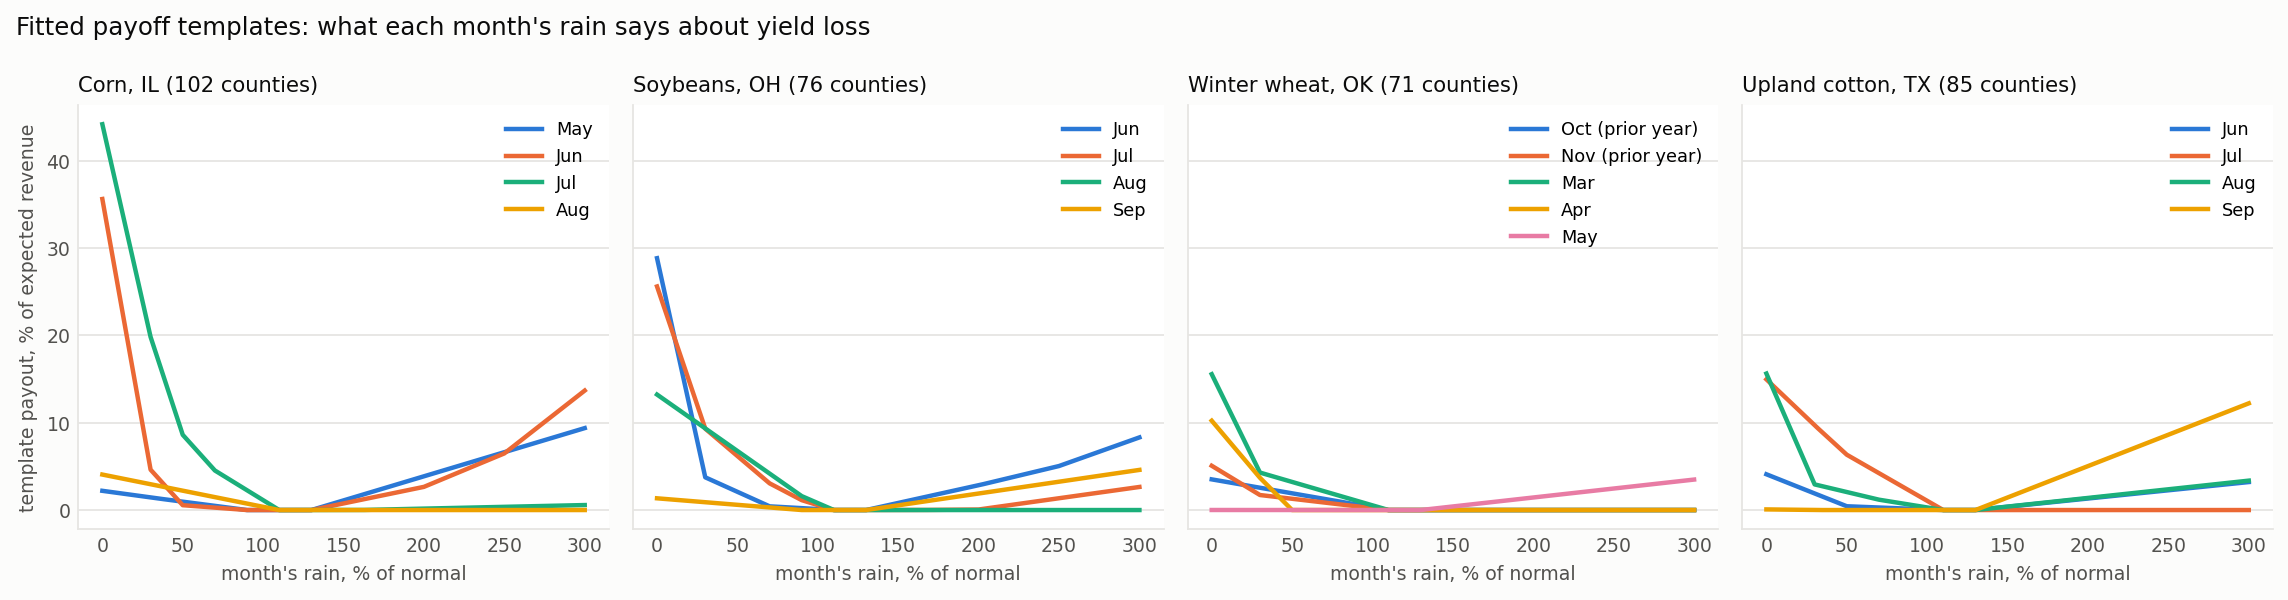 Fitted payoff templates: what each month's rain says about yield loss
template payout, % of expected revenue
Corn, IL (102 counties)
May
Jun
Jul
Aug
40
30
20
10
0
0 50 100 150 200 250 300
month's rain, % of normal
Soybeans, OH (76 counties)
Jun
Jul
Aug
Sep
0 50 100 150 200 250 300
month's rain, % of normal
Winter wheat, OK (71 counties)
Oct (prior year)
Nov (prior year)
Mar
Apr
May
0 50 100 150 200 250 300
month's rain, % of normal
Upland cotton, TX (85 counties)
Jun
Jul
Aug
Sep
0 50 100 150 200 250 300
month's rain, % of normal